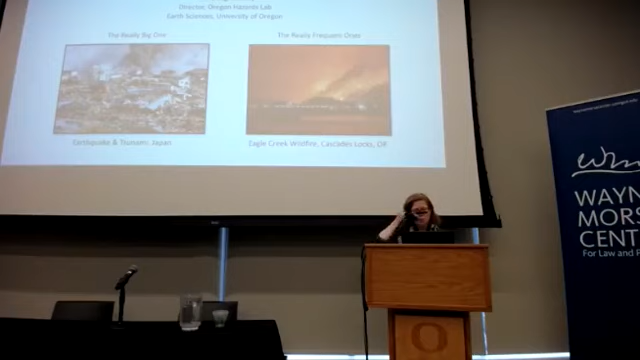 Director, Oregon Hazards Lab
Earth Sciences, University of Oregon
The Really Big One
The Really Frequent Ones
Earthquake & Tsunami: Japan
Eagle Creek Wildfire, Cascades Locks, OR
WAYN
MORS
CENT
For Law and P
O